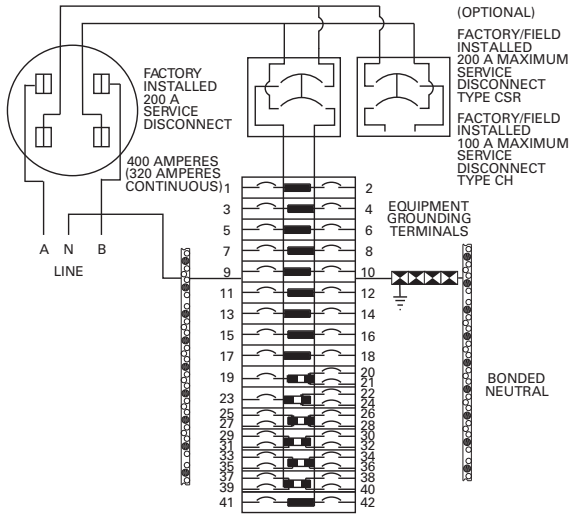 (OPTIONAL)
FACTORY/FIELD
INSTALLED
200 A MAXIMUM
SERVICE
DISCONNECT
TYPE CSR
FACTORY/FIELD
INSTALLED
100 A MAXIMUM
SERVICE
DISCONNECT
TYPE CH
FACTORY
INSTALLED
200 A
SERVICE
DISCONNECT
400 AMPERES
(320 AMPERES
CONTINUOUS)
A N B
LINE
EQUIPMENT
GROUNDING
TERMINALS
BONDED
NEUTRAL
1 2
3 4
5 6
7 8
9 10
11 12
13 14
15 16
17 18
19 20
21
22
23 24
25 26
27 28
29 30
31 32
33 34
35 36
37 38
39 40
41 42